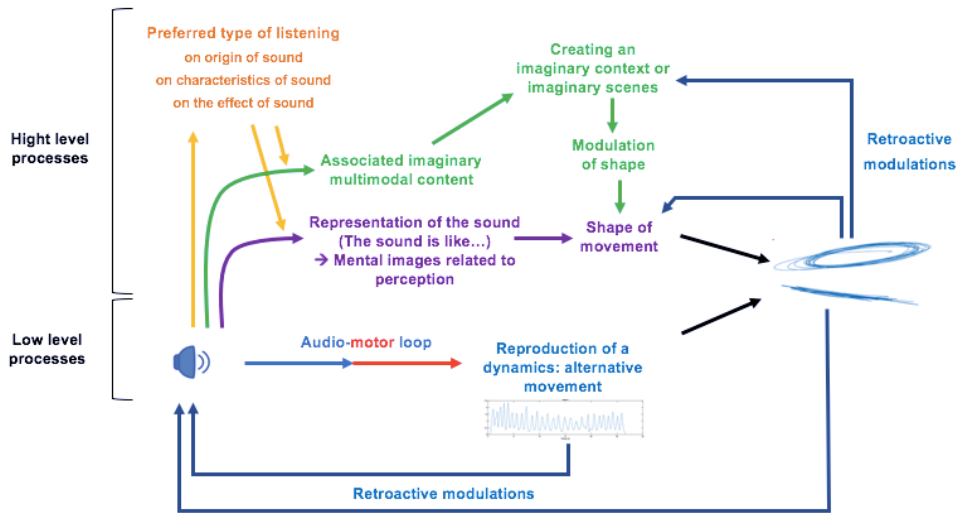 Preferred type of listening
on origin of sound
on characteristics of sound
on the effect of sound
Creating an
imaginary context or
imaginary scenes
Hight level
processes
Retroactive
modulations
Modulation
of shape
Associated imaginary
multimodal content
Representation of the sound
(The sound is like...)
→ Mental images related to
perception
Shape of
movement
Low level
processes
Audio-motor loop
Reproduction of a
dynamics: alternative
movement
Retroactive modulations